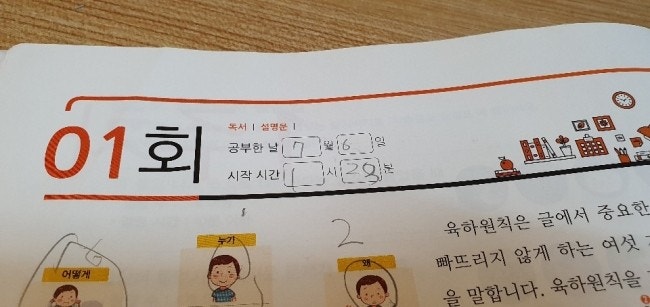 01회
독서 | 설명문 |
공부한 날 7월 6일
시작 시간 1시 28분
1
2
누가
왜
어떻게
육하원칙은 글에서 중요한
빠뜨리지 않게 하는 여섯
을 말합니다. 육하원칙을